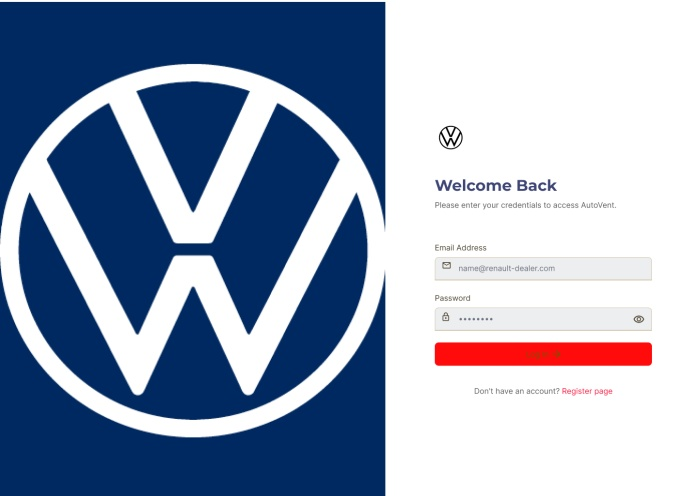 Welcome Back
Please enter your credentials to access AutoVent.
Email Address
name@renault-dealer.com
Password
Don't have an account? Register page